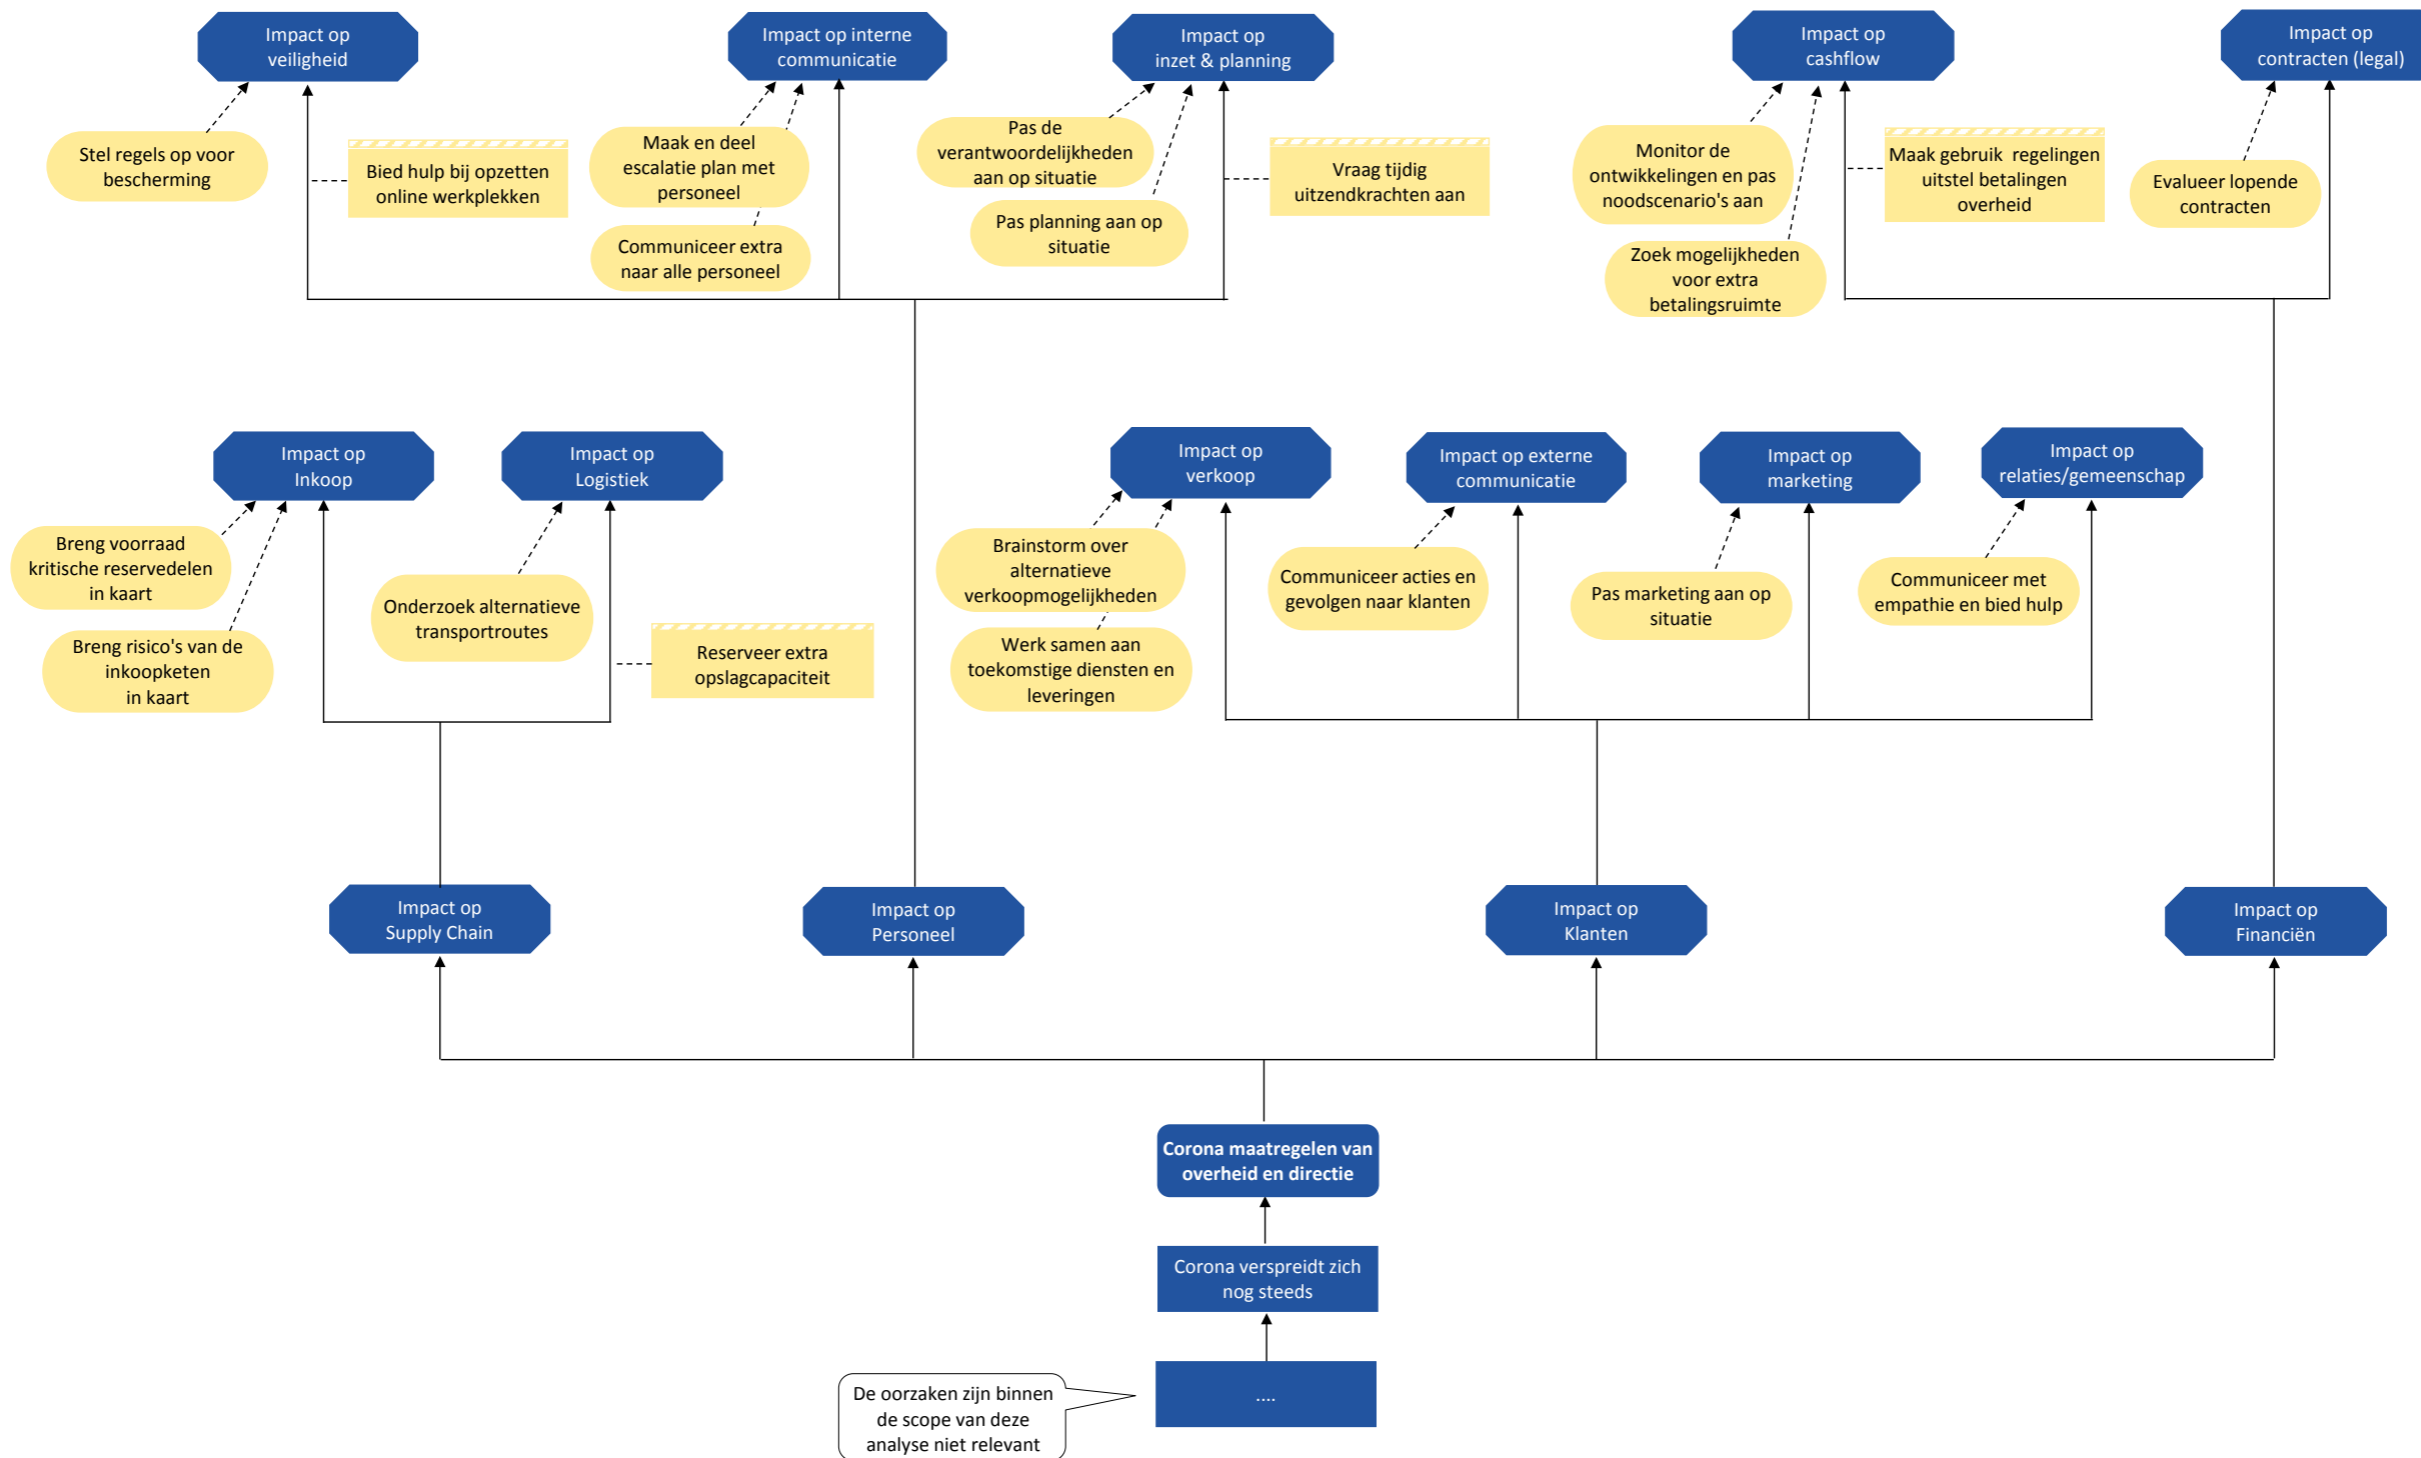 Impact op
veiligheid
Impact op interne
communicatie
Impact op
inzet & planning
Impact op
cashflow
Impact op
contracten (legal)
Stel regels op voor
bescherming
Bied hulp bij opzetten
online werkplekken
Maak en deel
escalatie plan met
personeel
Communiceer extra
naar alle personeel
Pas de
verantwoordelijkheden
aan op situatie
Pas planning aan op
situatie
Vraag tijdig
uitzendkrachten aan
Monitor de
ontwikkelingen en pas
noodscenario's aan
Zoek mogelijkheden
voor extra
betalingsruimte
Maak gebruik  regelingen
uitstel betalingen
overheid
Evalueer lopende
contracten
Impact op
Inkoop
Impact op
Logistiek
Impact op
verkoop
Impact op externe
communicatie
Impact op
marketing
Impact op
relaties/gemeenschap
Breng voorraad
kritische reservedelen
in kaart
Breng risico's van de
inkoopketen
in kaart
Onderzoek alternatieve
transportroutes
Reserveer extra
opslagcapaciteit
Brainstorm over
alternatieve
verkoopmogelijkheden
Werk samen aan
toekomstige diensten en
leveringen
Communiceer acties en
gevolgen naar klanten
Pas marketing aan op
situatie
Communiceer met
empathie en bied hulp
Impact op
Supply Chain
Impact op
Personeel
Impact op
Klanten
Impact op
Financiën
Corona maatregelen van
overheid en directie
Corona verspreidt zich
nog steeds
....
De oorzaken zijn binnen
de scope van deze
analyse niet relevant